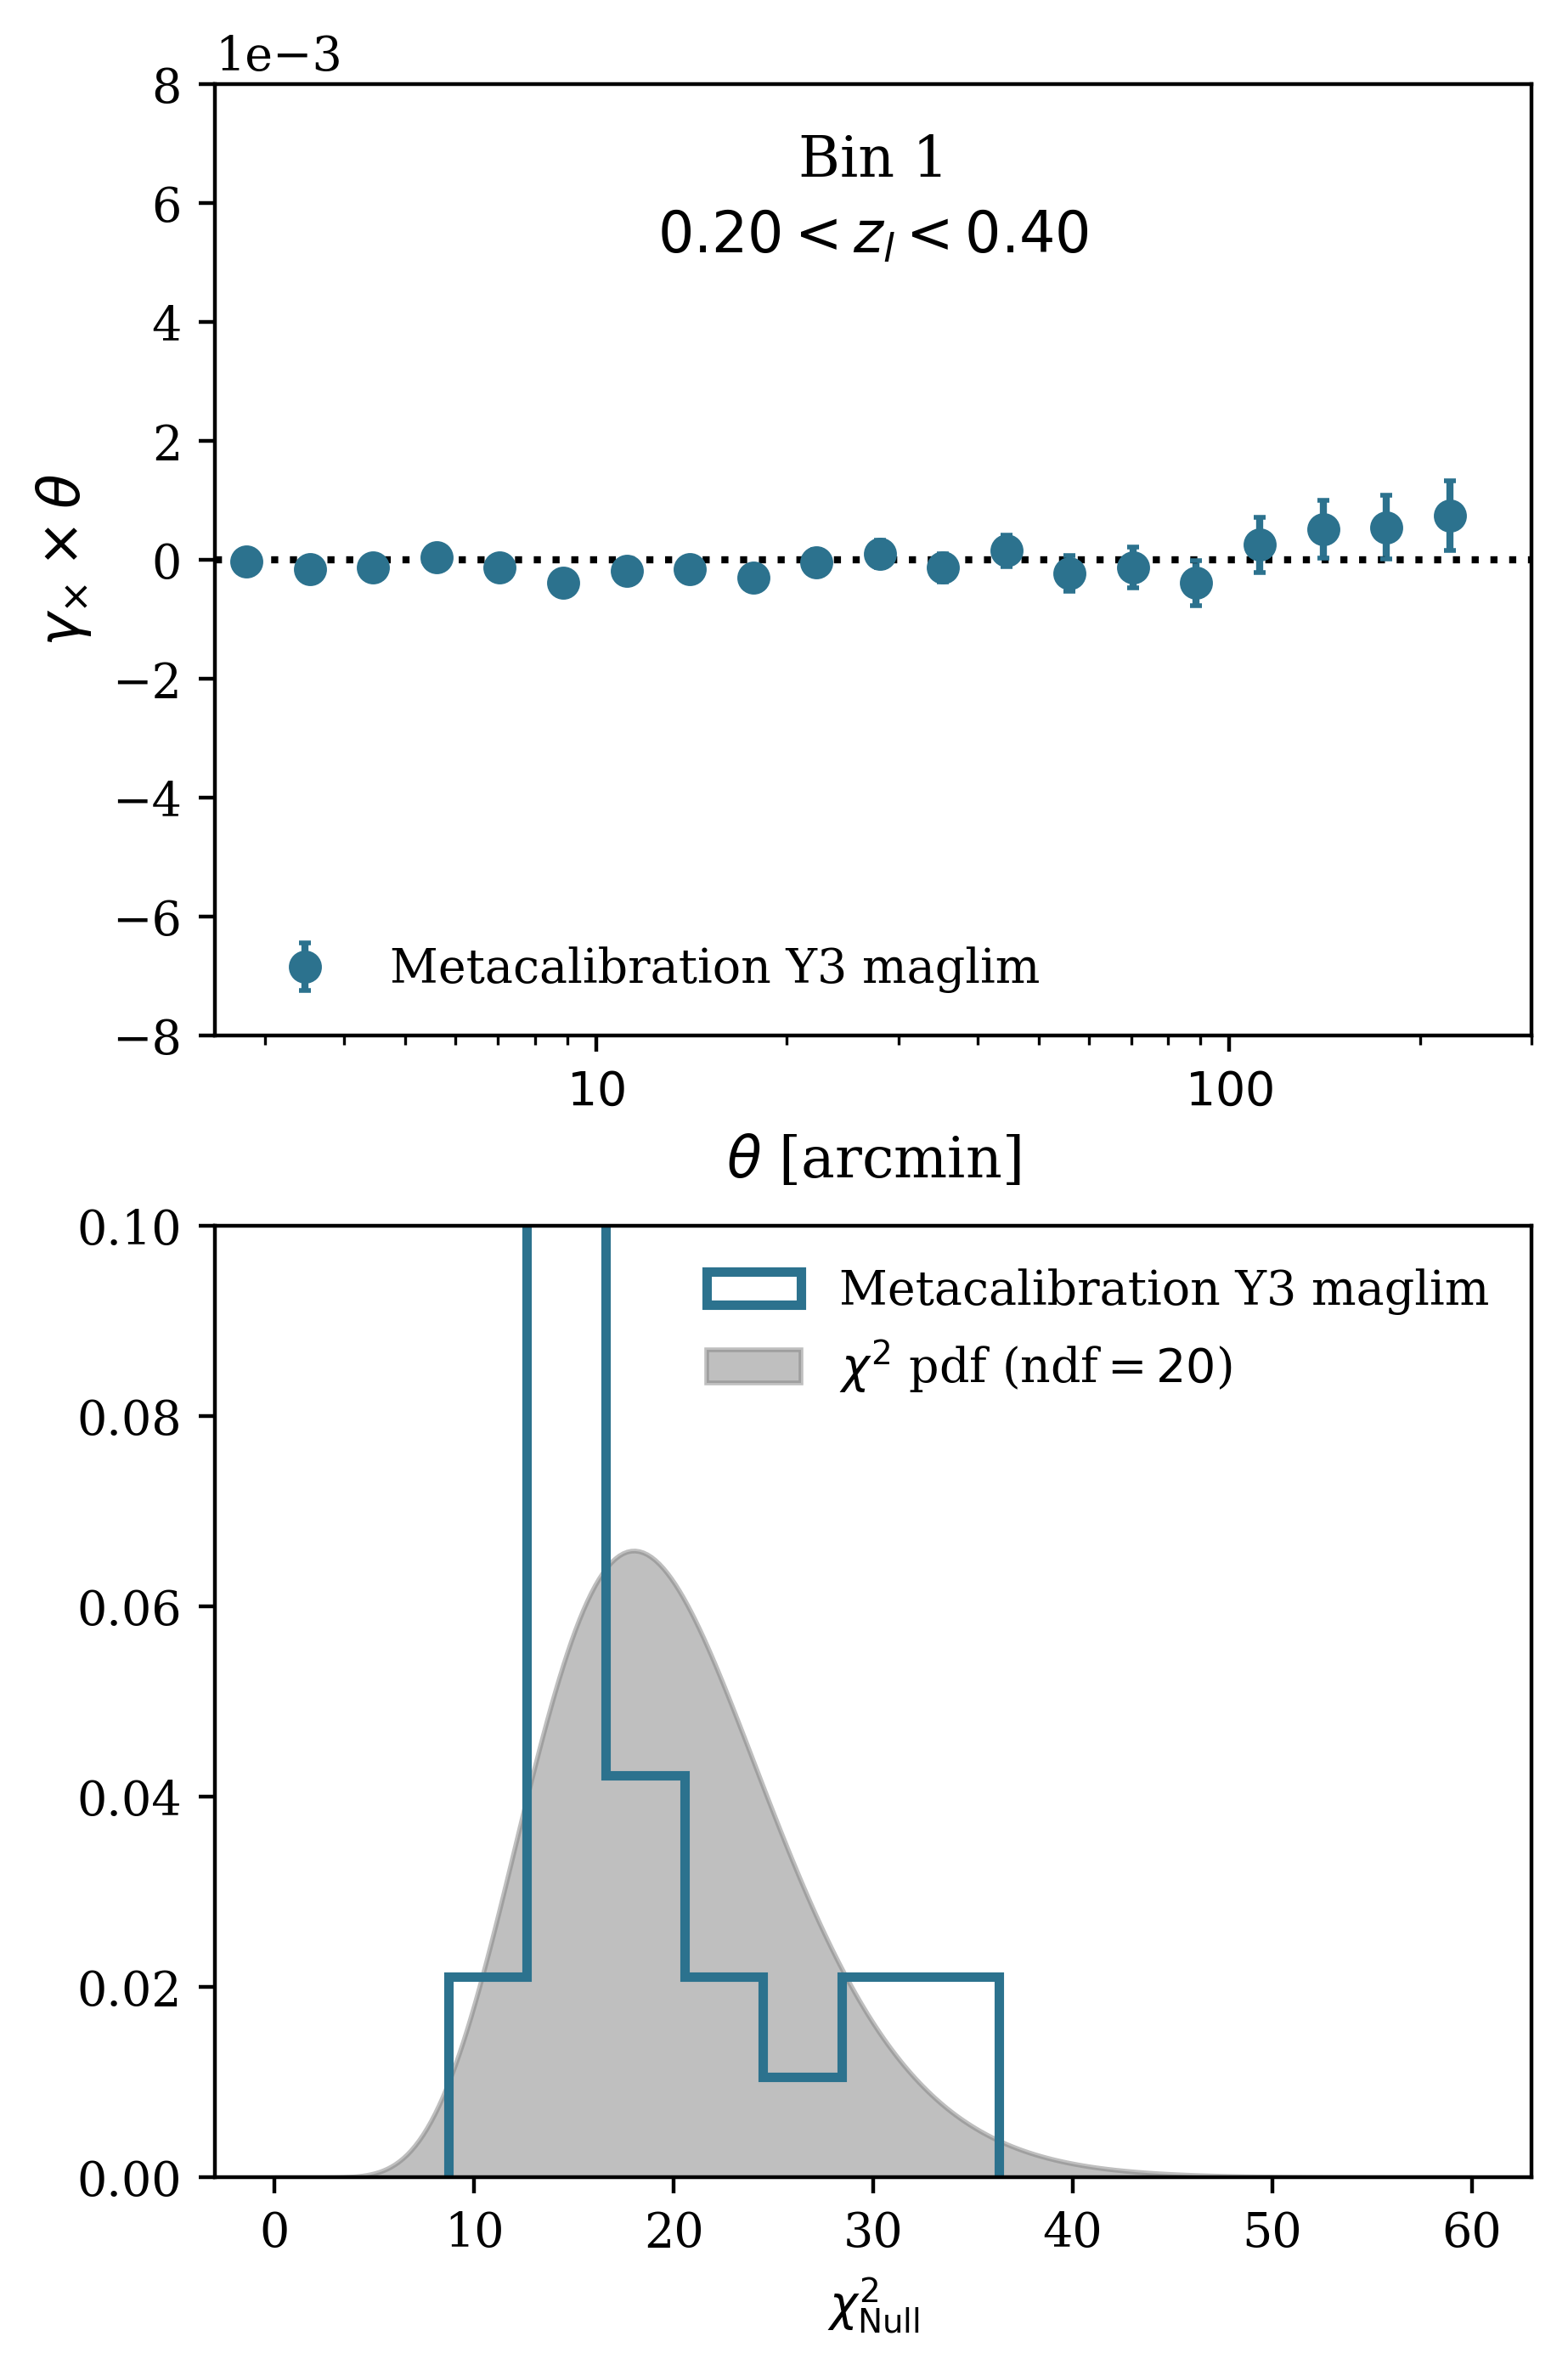 1e−3
8
6
4
2
0
−2
−4
−6
−8
γ× × θ
Bin 1
0.20 < z_l < 0.40
Metacalibration Y3 maglim
10
100
θ [arcmin]
0.10
0.08
0.06
0.04
0.02
0.00
Metacalibration Y3 maglim
χ² pdf (ndf = 20)
0
10
20
30
40
50
60
χ²_Null